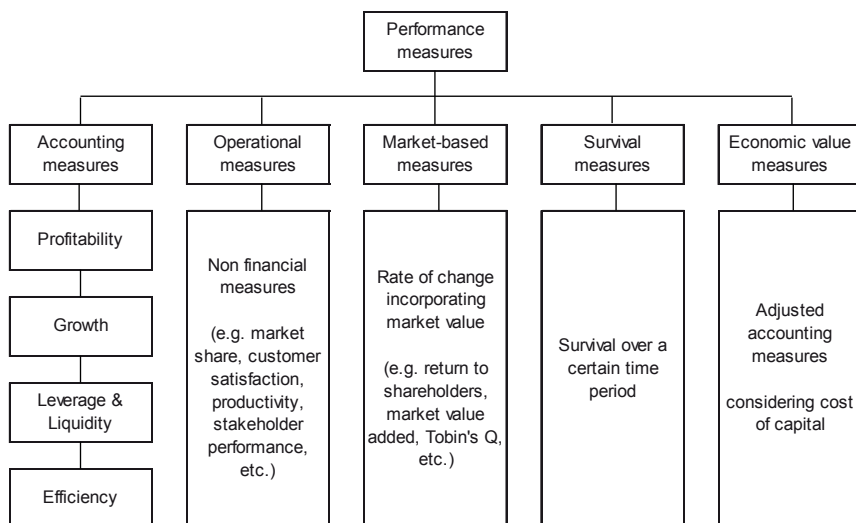 Performance
measures
Accounting
measures
Operational
measures
Market-based
measures
Survival
measures
Economic value
measures
Profitability
Growth
Leverage &
Liquidity
Efficiency
Non financial
measures
(e.g. market
share, customer
satisfaction,
productivity,
stakeholder
performance,
etc.)
Rate of change
incorporating
market value
(e.g. return to
shareholders,
market value
added, Tobin's Q,
etc.)
Survival over a
certain time
period
Adjusted
accounting
measures
considering cost
of capital